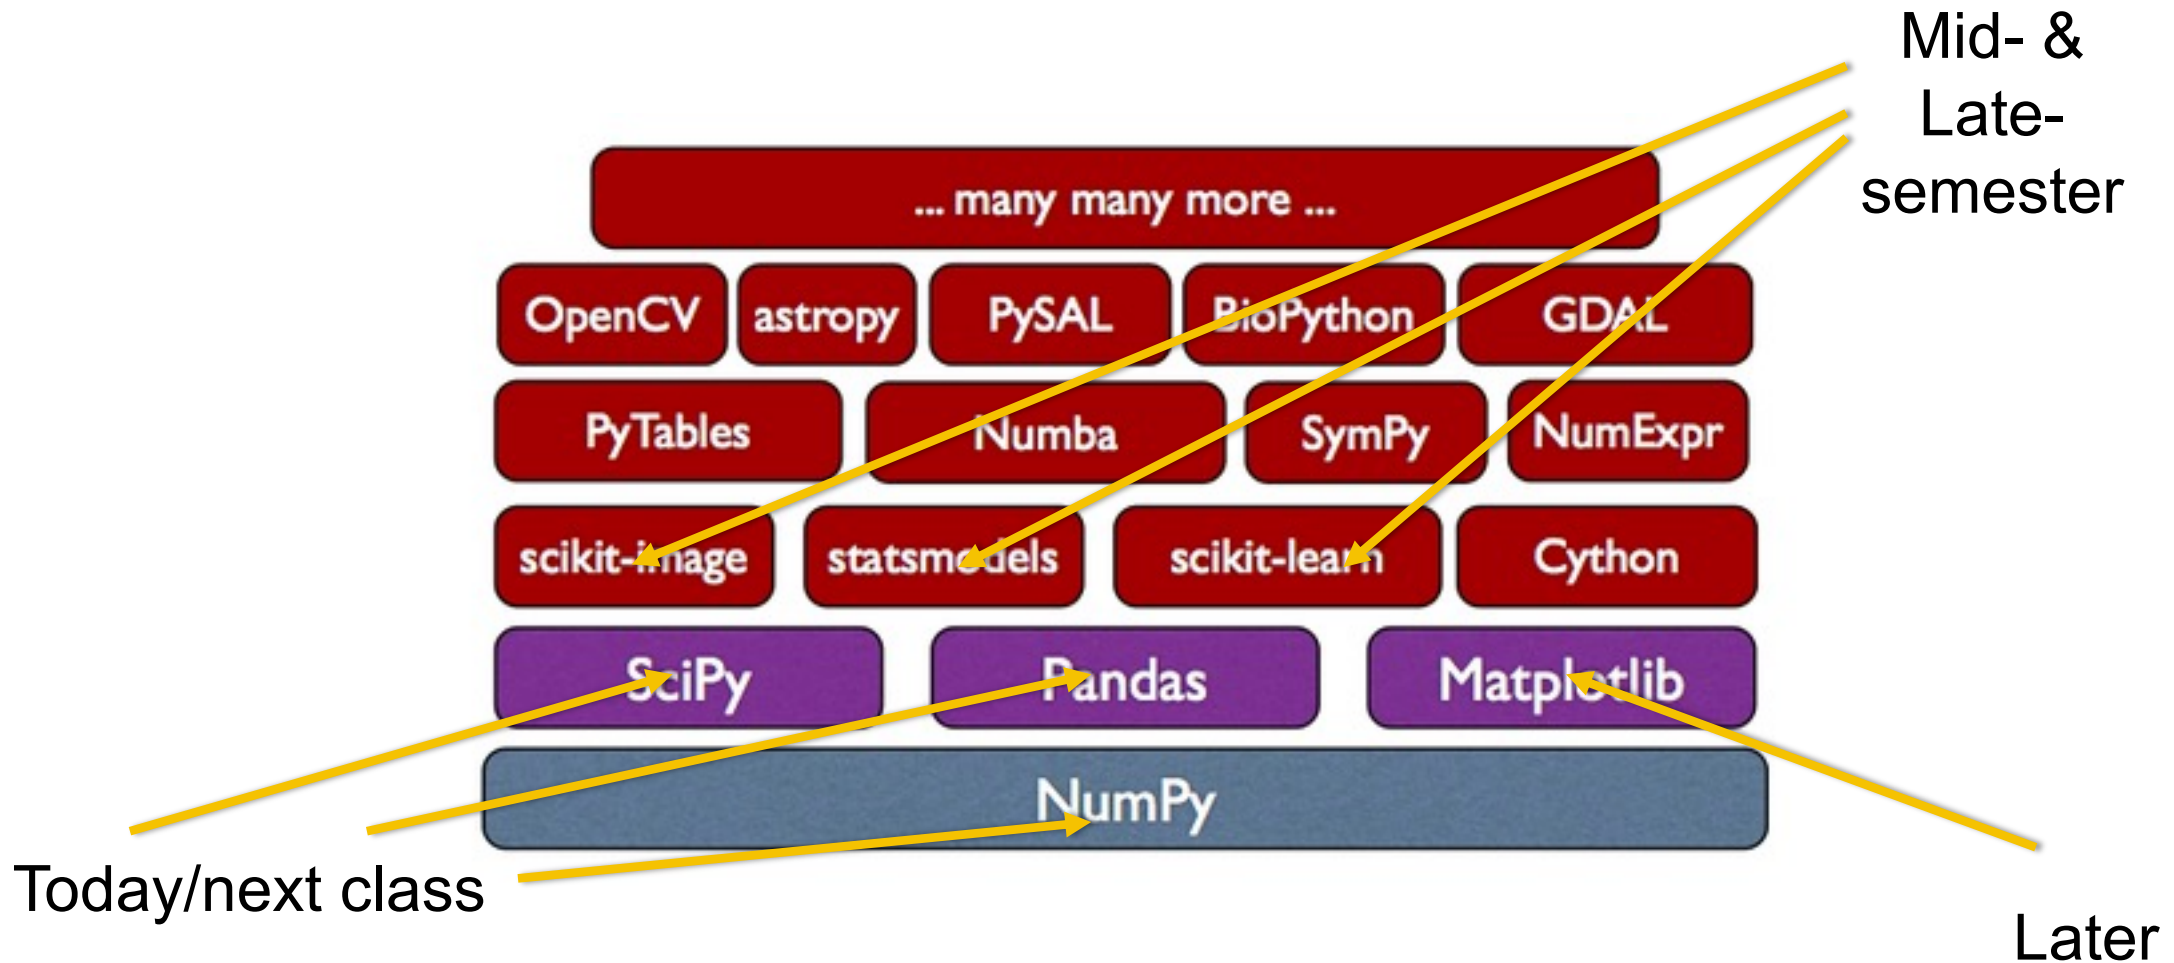 Mid- &
Late-
semester
... many many more ...
OpenCV astropy PySAL BioPython GDAL
PyTables Numba SymPy NumExpr
scikit-image statsmodels scikit-learn Cython
SciPy Pandas Matplotlib
NumPy
Today/next class
Later